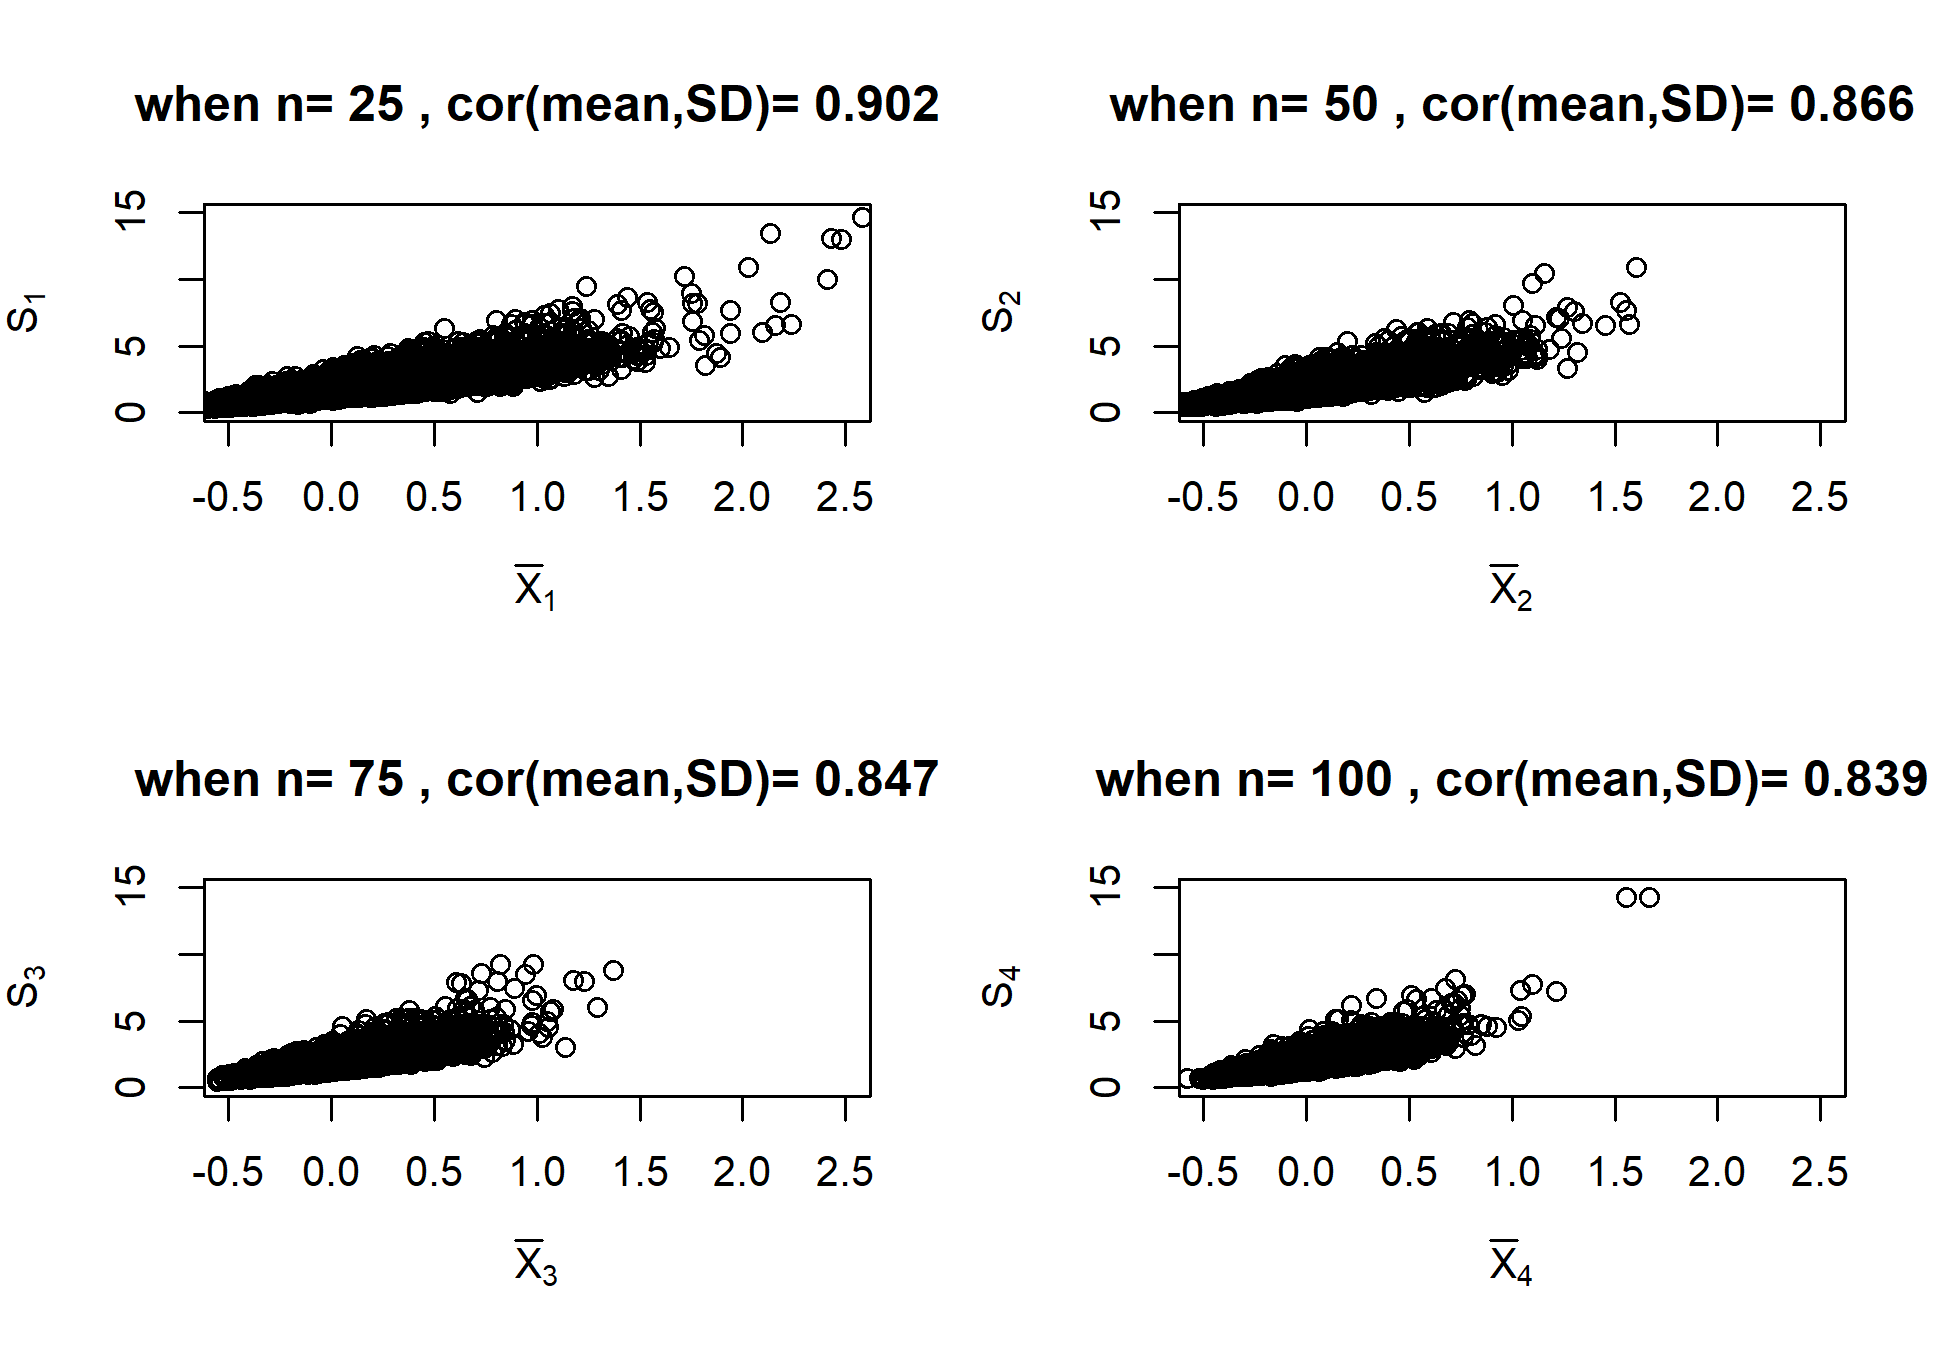 when n= 25 , cor(mean,SD)= 0.902
S1
15
5
0
-0.5 0.0 0.5 1.0 1.5 2.0 2.5
X̅1
when n= 50 , cor(mean,SD)= 0.866
S2
15
5
0
-0.5 0.0 0.5 1.0 1.5 2.0 2.5
X̅2
when n= 75 , cor(mean,SD)= 0.847
S3
15
5
0
-0.5 0.0 0.5 1.0 1.5 2.0 2.5
X̅3
when n= 100 , cor(mean,SD)= 0.839
S4
15
5
0
-0.5 0.0 0.5 1.0 1.5 2.0 2.5
X̅4